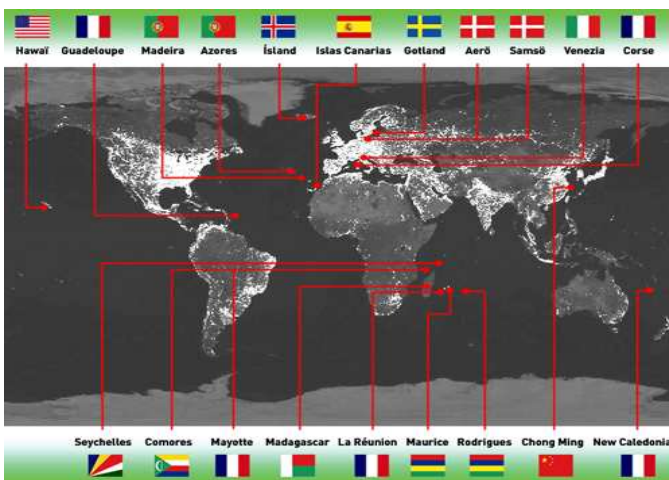 Hawaï Guadeloupe Madeira Azores Ísland Islas Canarias Gotland Aerö Samsö Venezia Corse
Seychelles Comores Mayotte Madagascar La Réunion Maurice Rodrigues Chong Ming New Caledonia